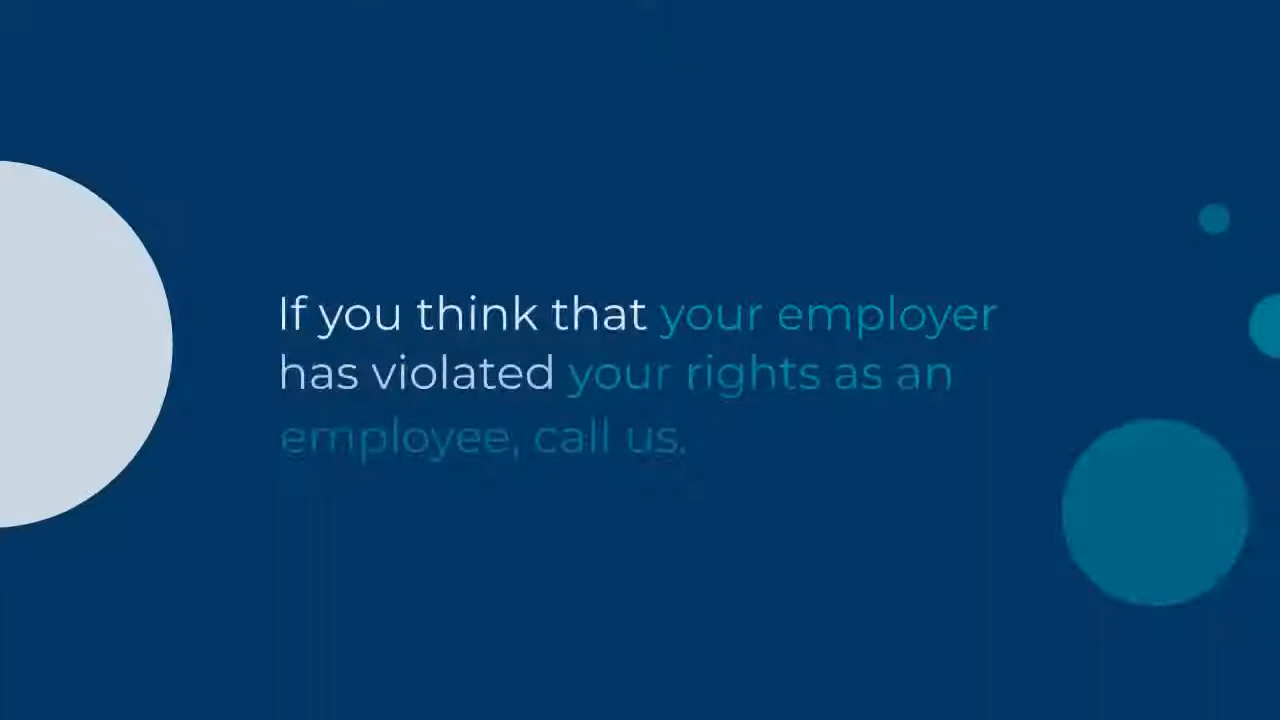 If you think that your employer
has violated your rights as an
employee, call us.